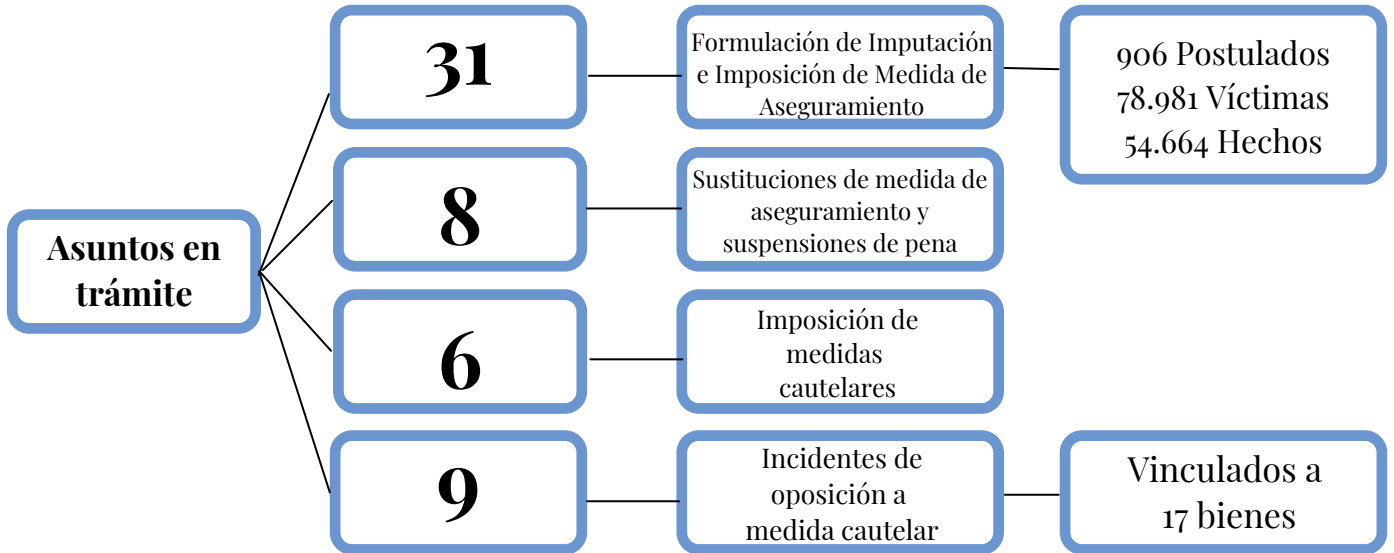 Asuntos en
trámite
31
Formulación de Imputación
e Imposición de Medida de
Aseguramiento
906 Postulados
78.981 Víctimas
54.664 Hechos
8
Sustituciones de medida de
aseguramiento y
suspensiones de pena
6
Imposición de
medidas
cautelares
9
Incidentes de
oposición a
medida cautelar
Vinculados a
17 bienes